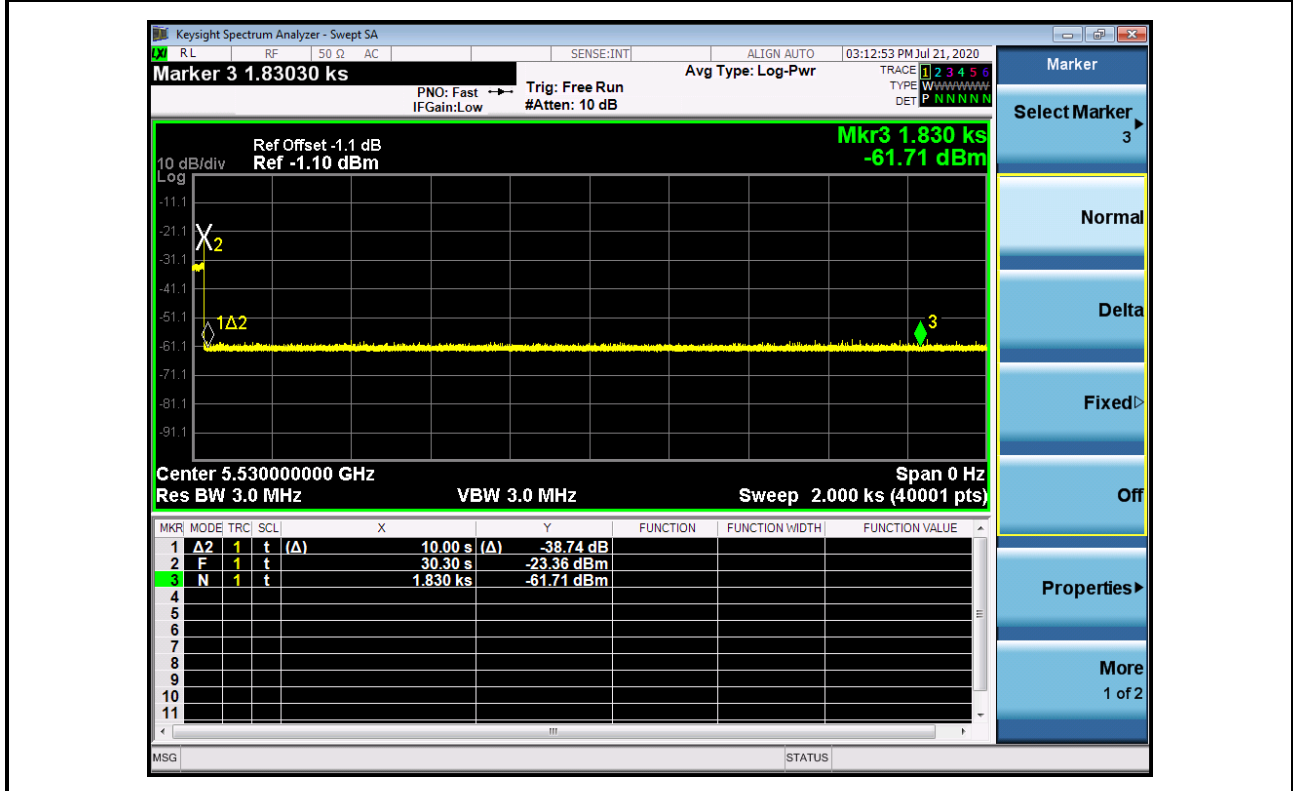 Keysight Spectrum Analyzer - Swept SA
LXI RL RF 50 Ω AC SENSE:INT ALIGN AUTO 03:12:53 PM Jul 21, 2020
Marker 3 1.83030 ks
PNO: Fast
IFGain:Low
Trig: Free Run
#Atten: 10 dB
Avg Type: Log-Pwr
TRACE 1 2 3 4 5 6
TYPE WWWWWW
DET P N N N N N
Mkr3 1.830 ks
-61.71 dBm
Ref Offset -1.1 dB
10 dB/div Ref -1.10 dBm
Log
-11.1
-21.1
-31.1
-41.1
-51.1
-61.1
-71.1
-81.1
-91.1
2
1Δ2
3
Center 5.530000000 GHz Span 0 Hz
Res BW 3.0 MHz VBW 3.0 MHz Sweep 2.000 ks (40001 pts)
MKR MODE TRC SCL X Y FUNCTION FUNCTION WIDTH FUNCTION VALUE
1 Δ2 1 t (Δ) 10.00 s (Δ) -38.74 dB
2 F 1 t 30.30 s -23.36 dBm
3 N 1 t 1.830 ks -61.71 dBm
4
5
6
7
8
9
10
11
MSG STATUS
Marker
Select Marker
3
Normal
Delta
Fixed
Off
Properties
More
1 of 2